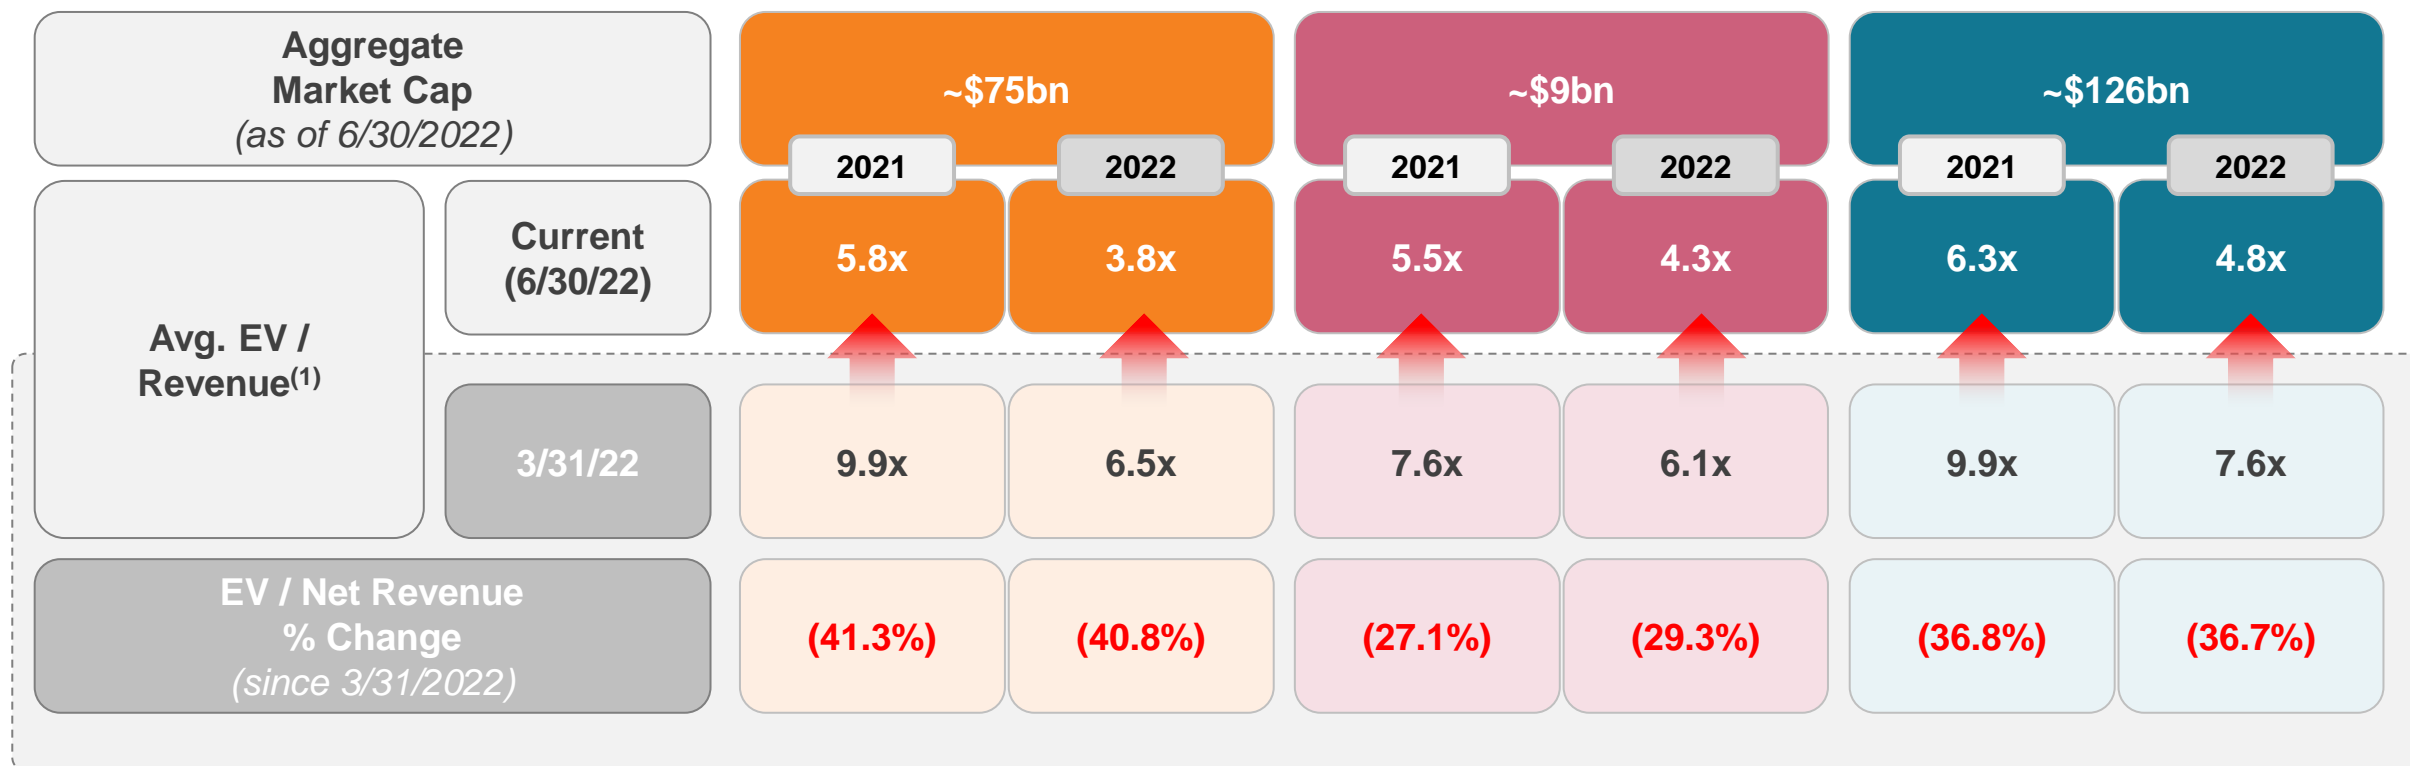 Aggregate
Market Cap
(as of 6/30/2022)
~$75bn
~$9bn
~$126bn
2021
2022
2021
2022
2021
2022
Avg. EV /
Revenue(1)
Current
(6/30/22)
5.8x
3.8x
5.5x
4.3x
6.3x
4.8x
3/31/22
9.9x
6.5x
7.6x
6.1x
9.9x
7.6x
EV / Net Revenue
% Change
(since 3/31/2022)
(41.3%)
(40.8%)
(27.1%)
(29.3%)
(36.8%)
(36.7%)